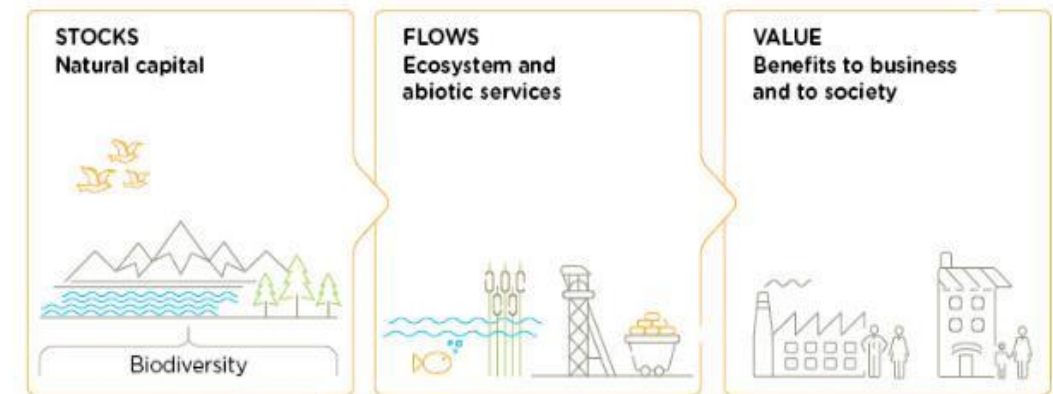 STOCKS
Natural capital
FLOWS
Ecosystem and
abiotic services
VALUE
Benefits to business
and to society
Biodiversity